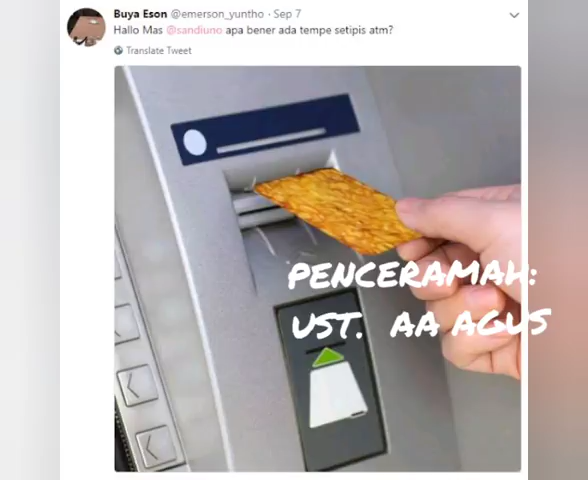 Buya Eson @emerson_yuntho · Sep 7
Hallo Mas @sandiuno apa bener ada tempe setipis atm?
Translate Tweet
PENCERAMAH:
UST. AA AGUS